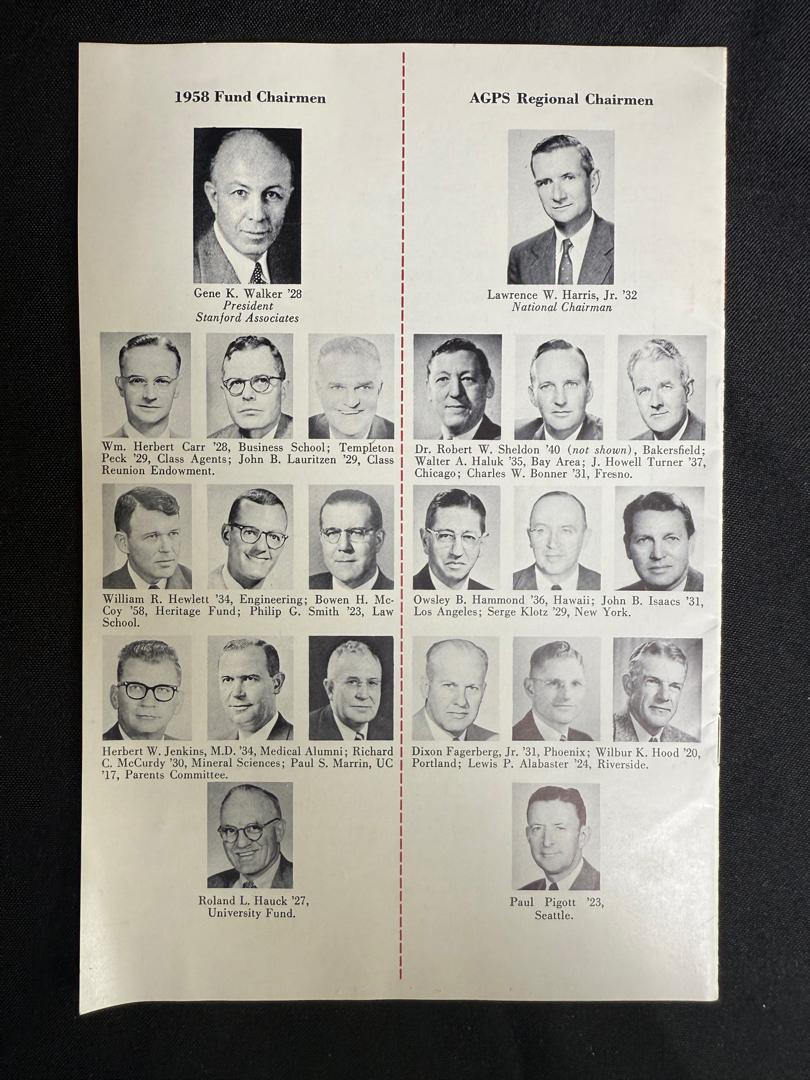 1958 Fund Chairmen
Gene K. Walker '28
President
Stanford Associates
Wm. Herbert Carr '28, Business School; Templeton
Peck '29, Class Agents; John B. Lauritzen '29, Class
Reunion Endowment.
William R. Hewlett '34, Engineering; Bowen H. Mc-
Coy '58, Heritage Fund; Philip G. Smith '23, Law
School.
Herbert W. Jenkins, M.D. '34, Medical Alumni; Richard
C. McCurdy '30, Mineral Sciences; Paul S. Marrin, UC
'17, Parents Committee.
Roland L. Hauck '27,
University Fund.
AGPS Regional Chairmen
Lawrence W. Harris, Jr. '32
National Chairman
Dr. Robert W. Sheldon '40 (not shown), Bakersfield;
Walter A. Haluk '35, Bay Area; J. Howell Turner '37,
Chicago; Charles W. Bonner '31, Fresno.
Owsley B. Hammond '36, Hawaii; John B. Isaacs '31,
Los Angeles; Serge Klotz '29, New York.
Dixon Fagerberg, Jr. '31, Phoenix; Wilbur K. Hood '20,
Portland; Lewis P. Alabaster '24, Riverside.
Paul Pigott '23,
Seattle.